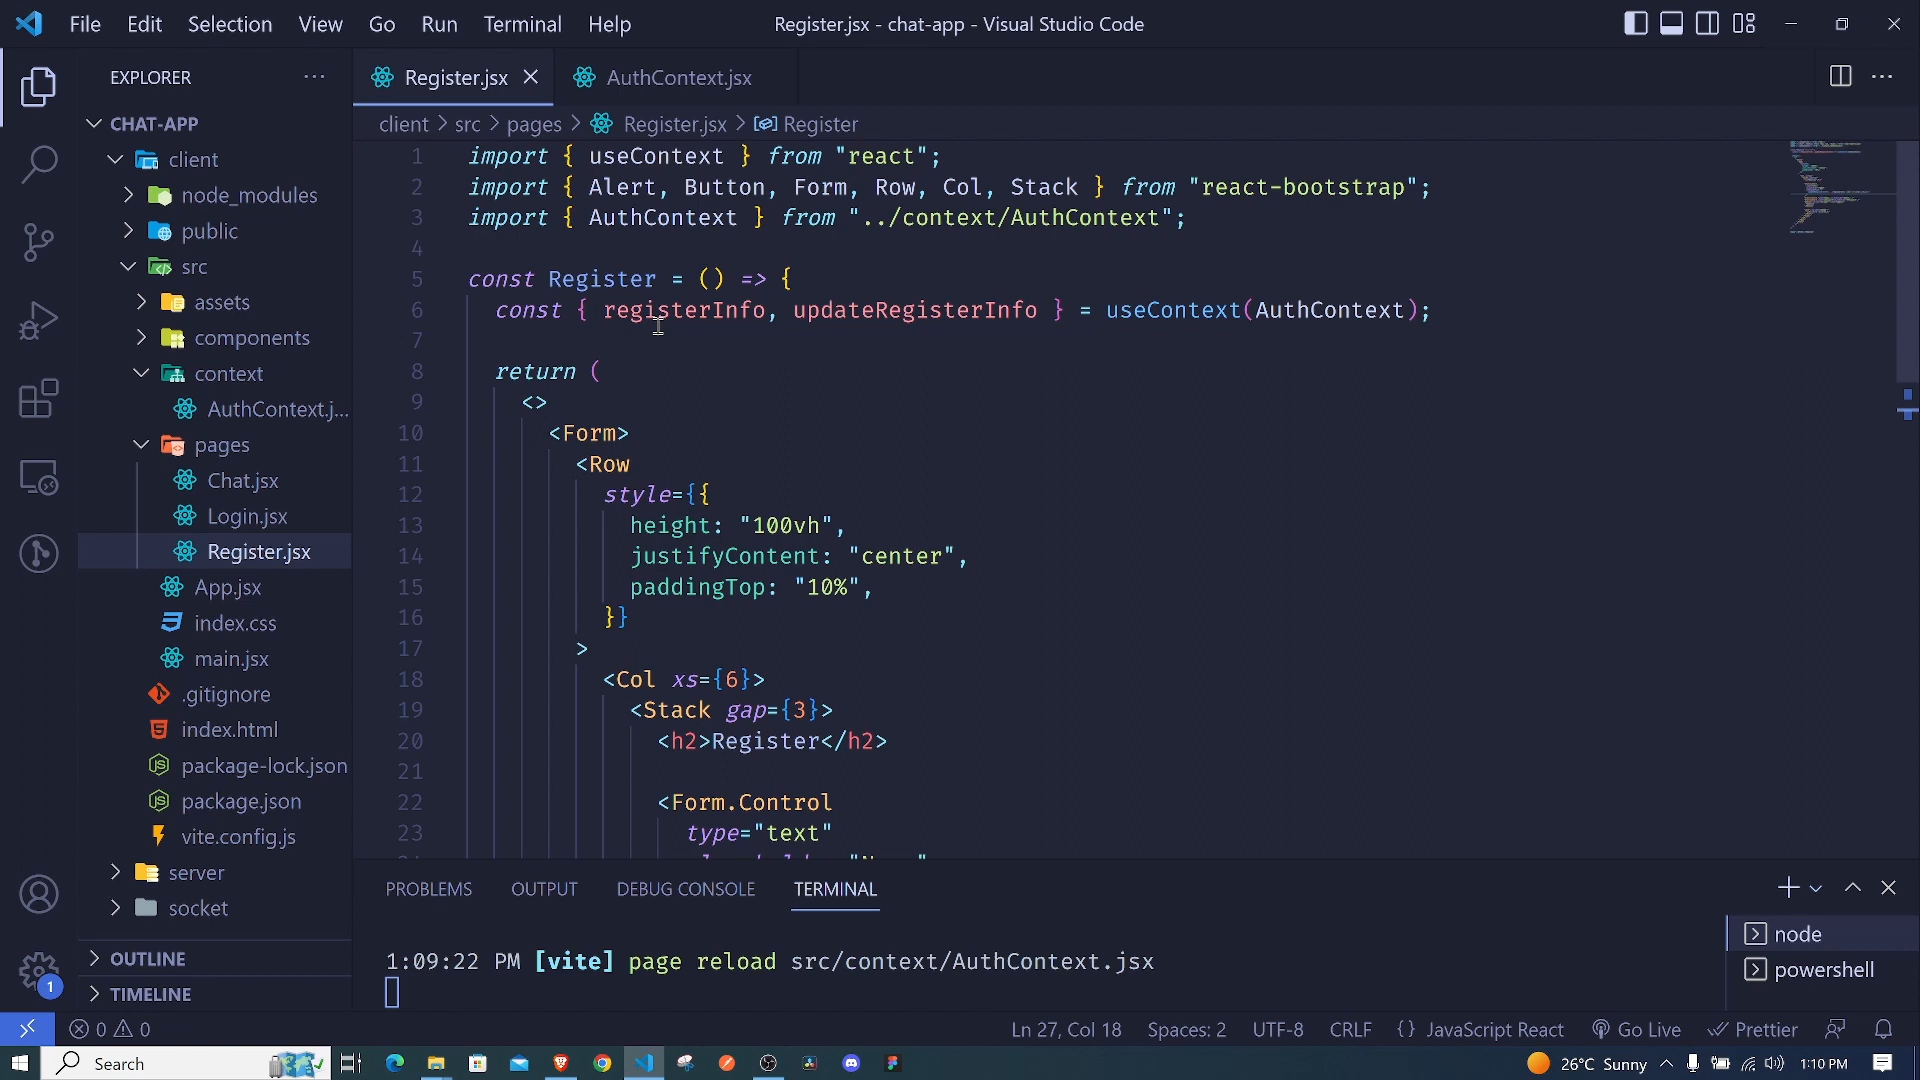 File Edit Selection View Go Run Terminal Help
Register.jsx - chat-app - Visual Studio Code
EXPLORER
Register.jsx
AuthContext.jsx
client > src > pages > Register.jsx > Register
CHAT-APP
client
node_modules
public
src
assets
components
context
AuthContext.j...
pages
Chat.jsx
Login.jsx
Register.jsx
App.jsx
index.css
main.jsx
.gitignore
index.html
package-lock.json
package.json
vite.config.js
server
socket
OUTLINE
TIMELINE
1 import { useContext } from "react";
2 import { Alert, Button, Form, Row, Col, Stack } from "react-bootstrap";
3 import { AuthContext } from "../context/AuthContext";
4
5 const Register = () => {
6 const { registerInfo, updateRegisterInfo } = useContext(AuthContext);
7
8 return (
9 <>
10 <Form>
11 <Row
12 style={{
13 height: "100vh",
14 justifyContent: "center",
15 paddingTop: "10%",
16 }}
17 >
18 <Col xs={6}>
19 <Stack gap={3}>
20 <h2>Register</h2>
21
22 <Form.Control
23 type="text"
PROBLEMS OUTPUT DEBUG CONSOLE TERMINAL
1:09:22 PM [vite] page reload src/context/AuthContext.jsx
node
powershell
1
0 0
Ln 27, Col 18 Spaces: 2 UTF-8 CRLF {} JavaScript React Go Live Prettier
Search
26°C Sunny
1:10 PM